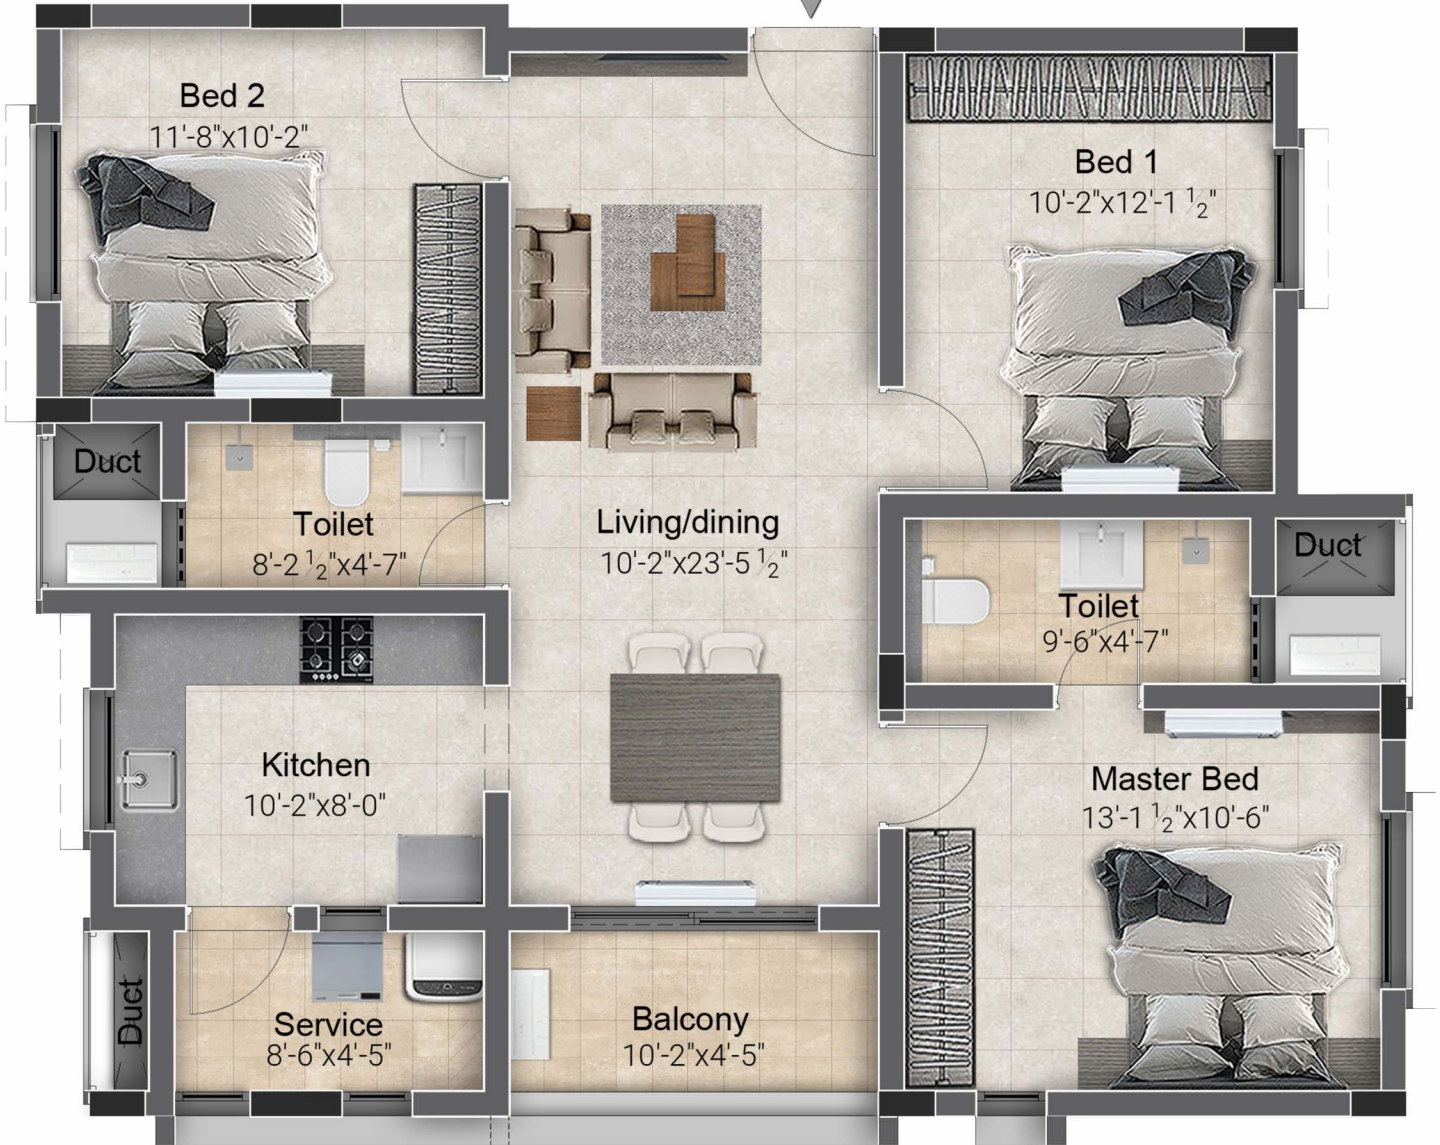 Bed 2
11'-8"x10'-2"
Bed 1
10'-2"x12'-1 ½"
Duct
Toilet
8'-2 ½"x4'-7"
Living/dining
10'-2"x23'-5 ½"
Duct
Toilet
9'-6"x4'-7"
Kitchen
10'-2"x8'-0"
Master Bed
13'-1 ½"x10'-6"
Duct
Service
8'-6"x4'-5"
Balcony
10'-2"x4'-5"